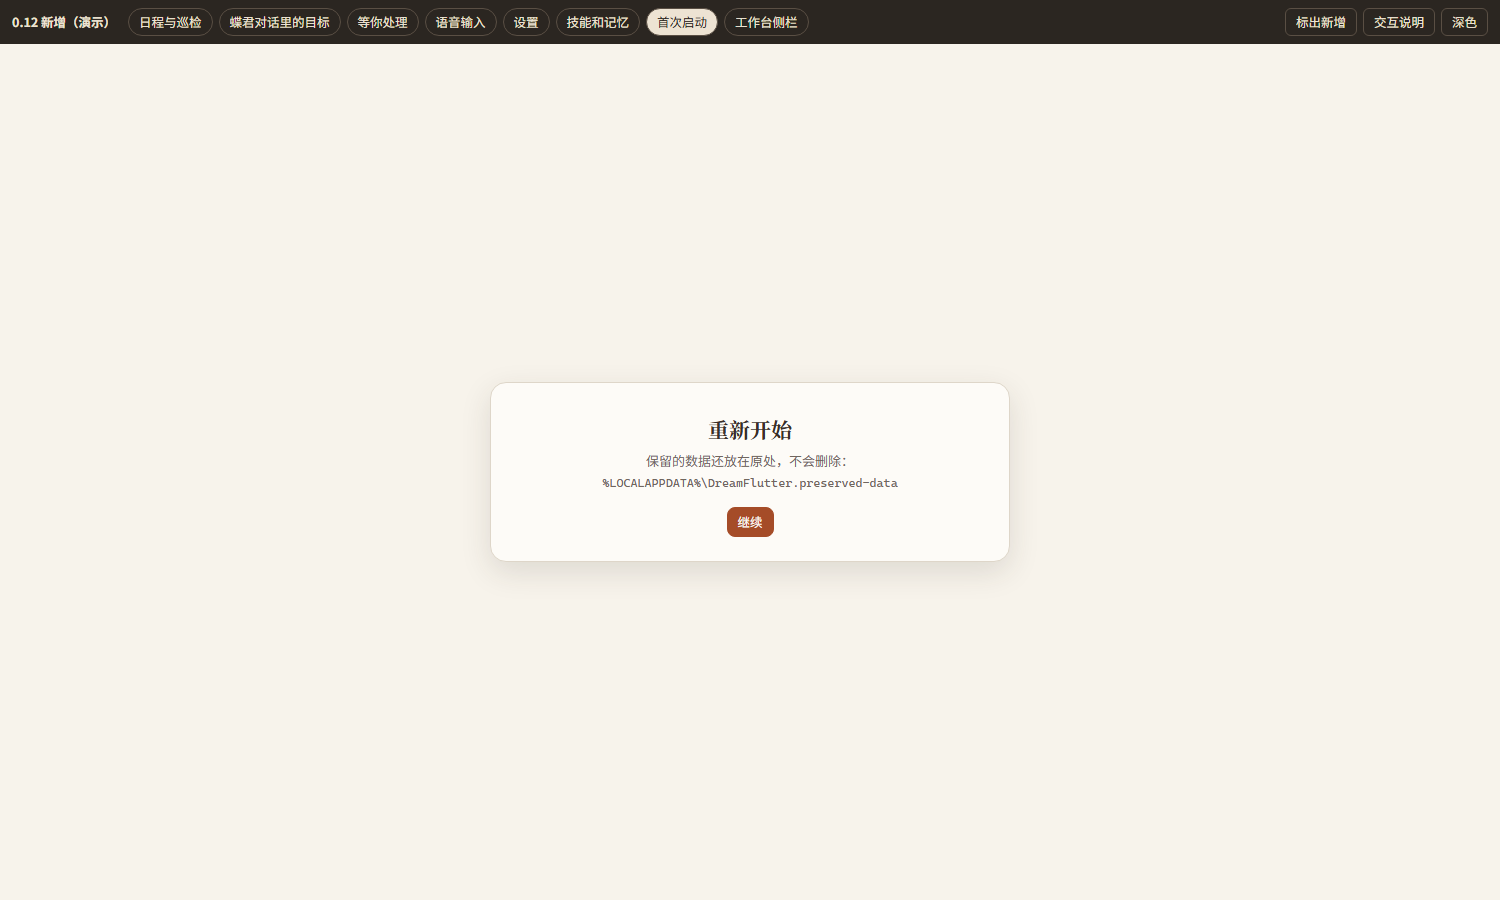 0.12 新增（演示） 日程与巡检 蝶君对话里的目标 等你处理 语音输入 设置 技能和记忆 首次启动 工作台侧栏 标出新增 交互说明 深色
重新开始
保留的数据还放在原处，不会删除：
%LOCALAPPDATA%\DreamFlutter.preserved-data
继续